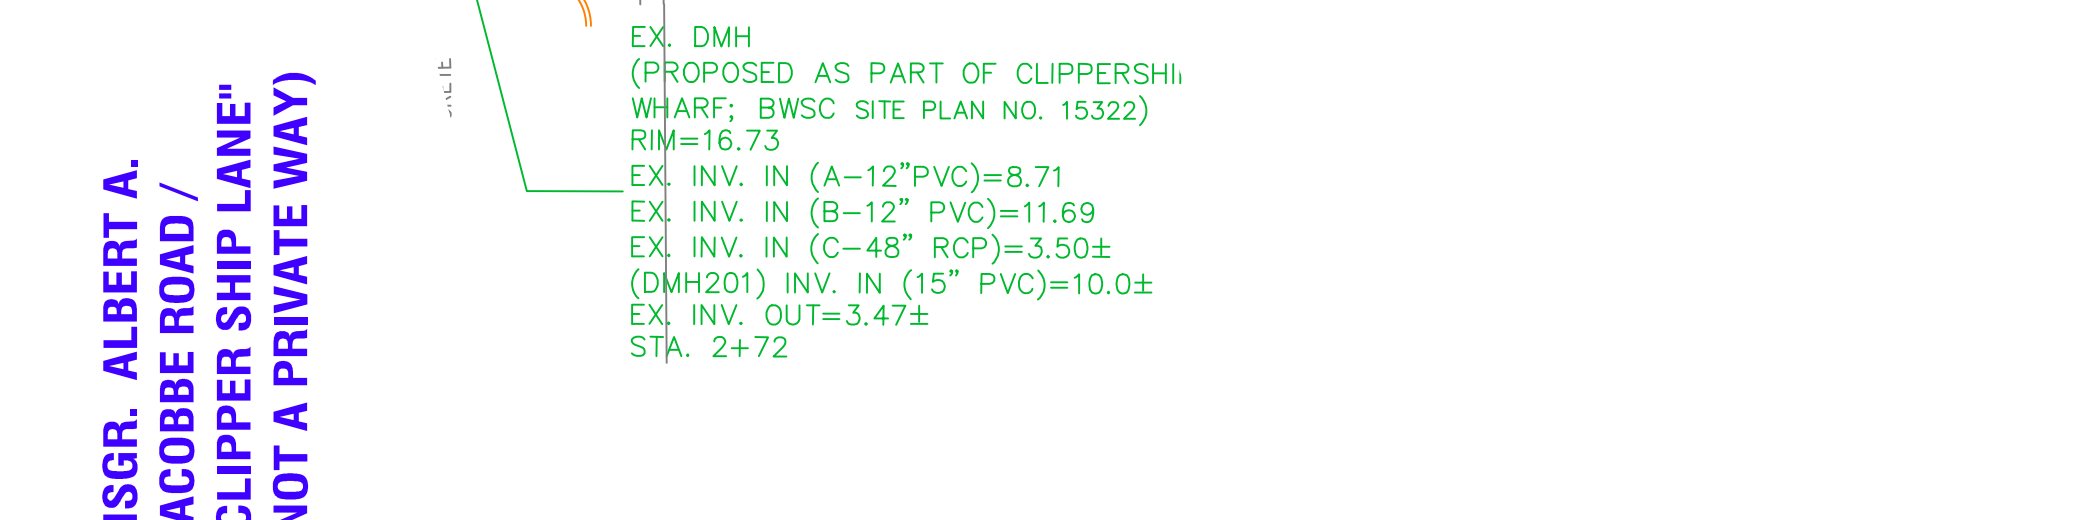 EX. DMH
(PROPOSED AS PART OF CLIPPERSHI
WHARF; BWSC SITE PLAN NO. 15322)
RIM=16.73
EX. INV. IN (A-12"PVC)=8.71
EX. INV. IN (B-12" PVC)=11.69
EX. INV. IN (C-48" RCP)=3.50±
(DMH201) INV. IN (15" PVC)=10.0±
EX. INV. OUT=3.47±
STA. 2+72
ISGR. ALBERT A.
ACOBBE ROAD /
CLIPPER SHIP LANE"
NOT A PRIVATE WAY)